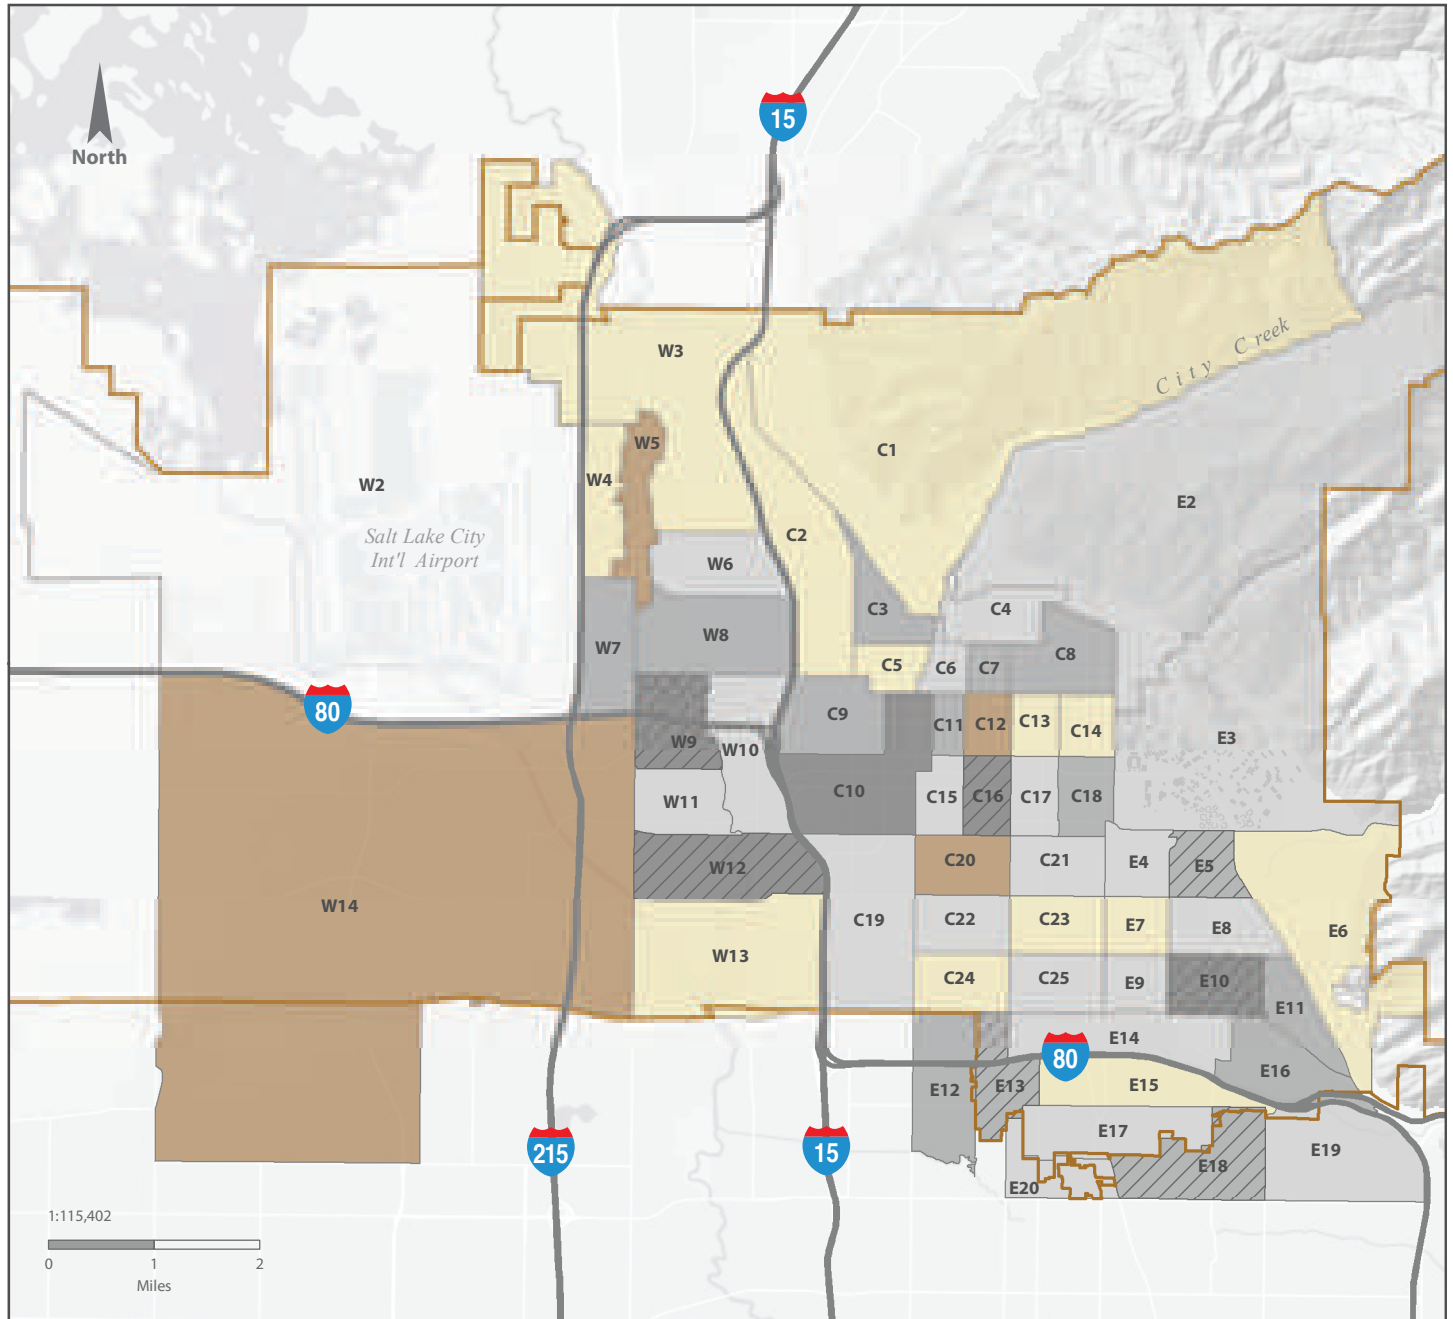 15
North
W3
City Creek
C1
W5
W4
W2
E2
Salt Lake City
Int'l Airport
C2
W6
C3
C4
W8
W7
C8
C5
C6
C7
80
C9
C11
C12
C13
C14
E3
W9
W10
C10
C15
C16
C17
C18
W11
W12
C20
C21
E4
E5
W14
C19
C22
C23
E7
E8
E6
W13
C24
C25
E9
E10
E11
E14
80
E16
E12
E13
E15
E17
215
15
E18
E19
E20
1:115,402
0 1 2
Miles